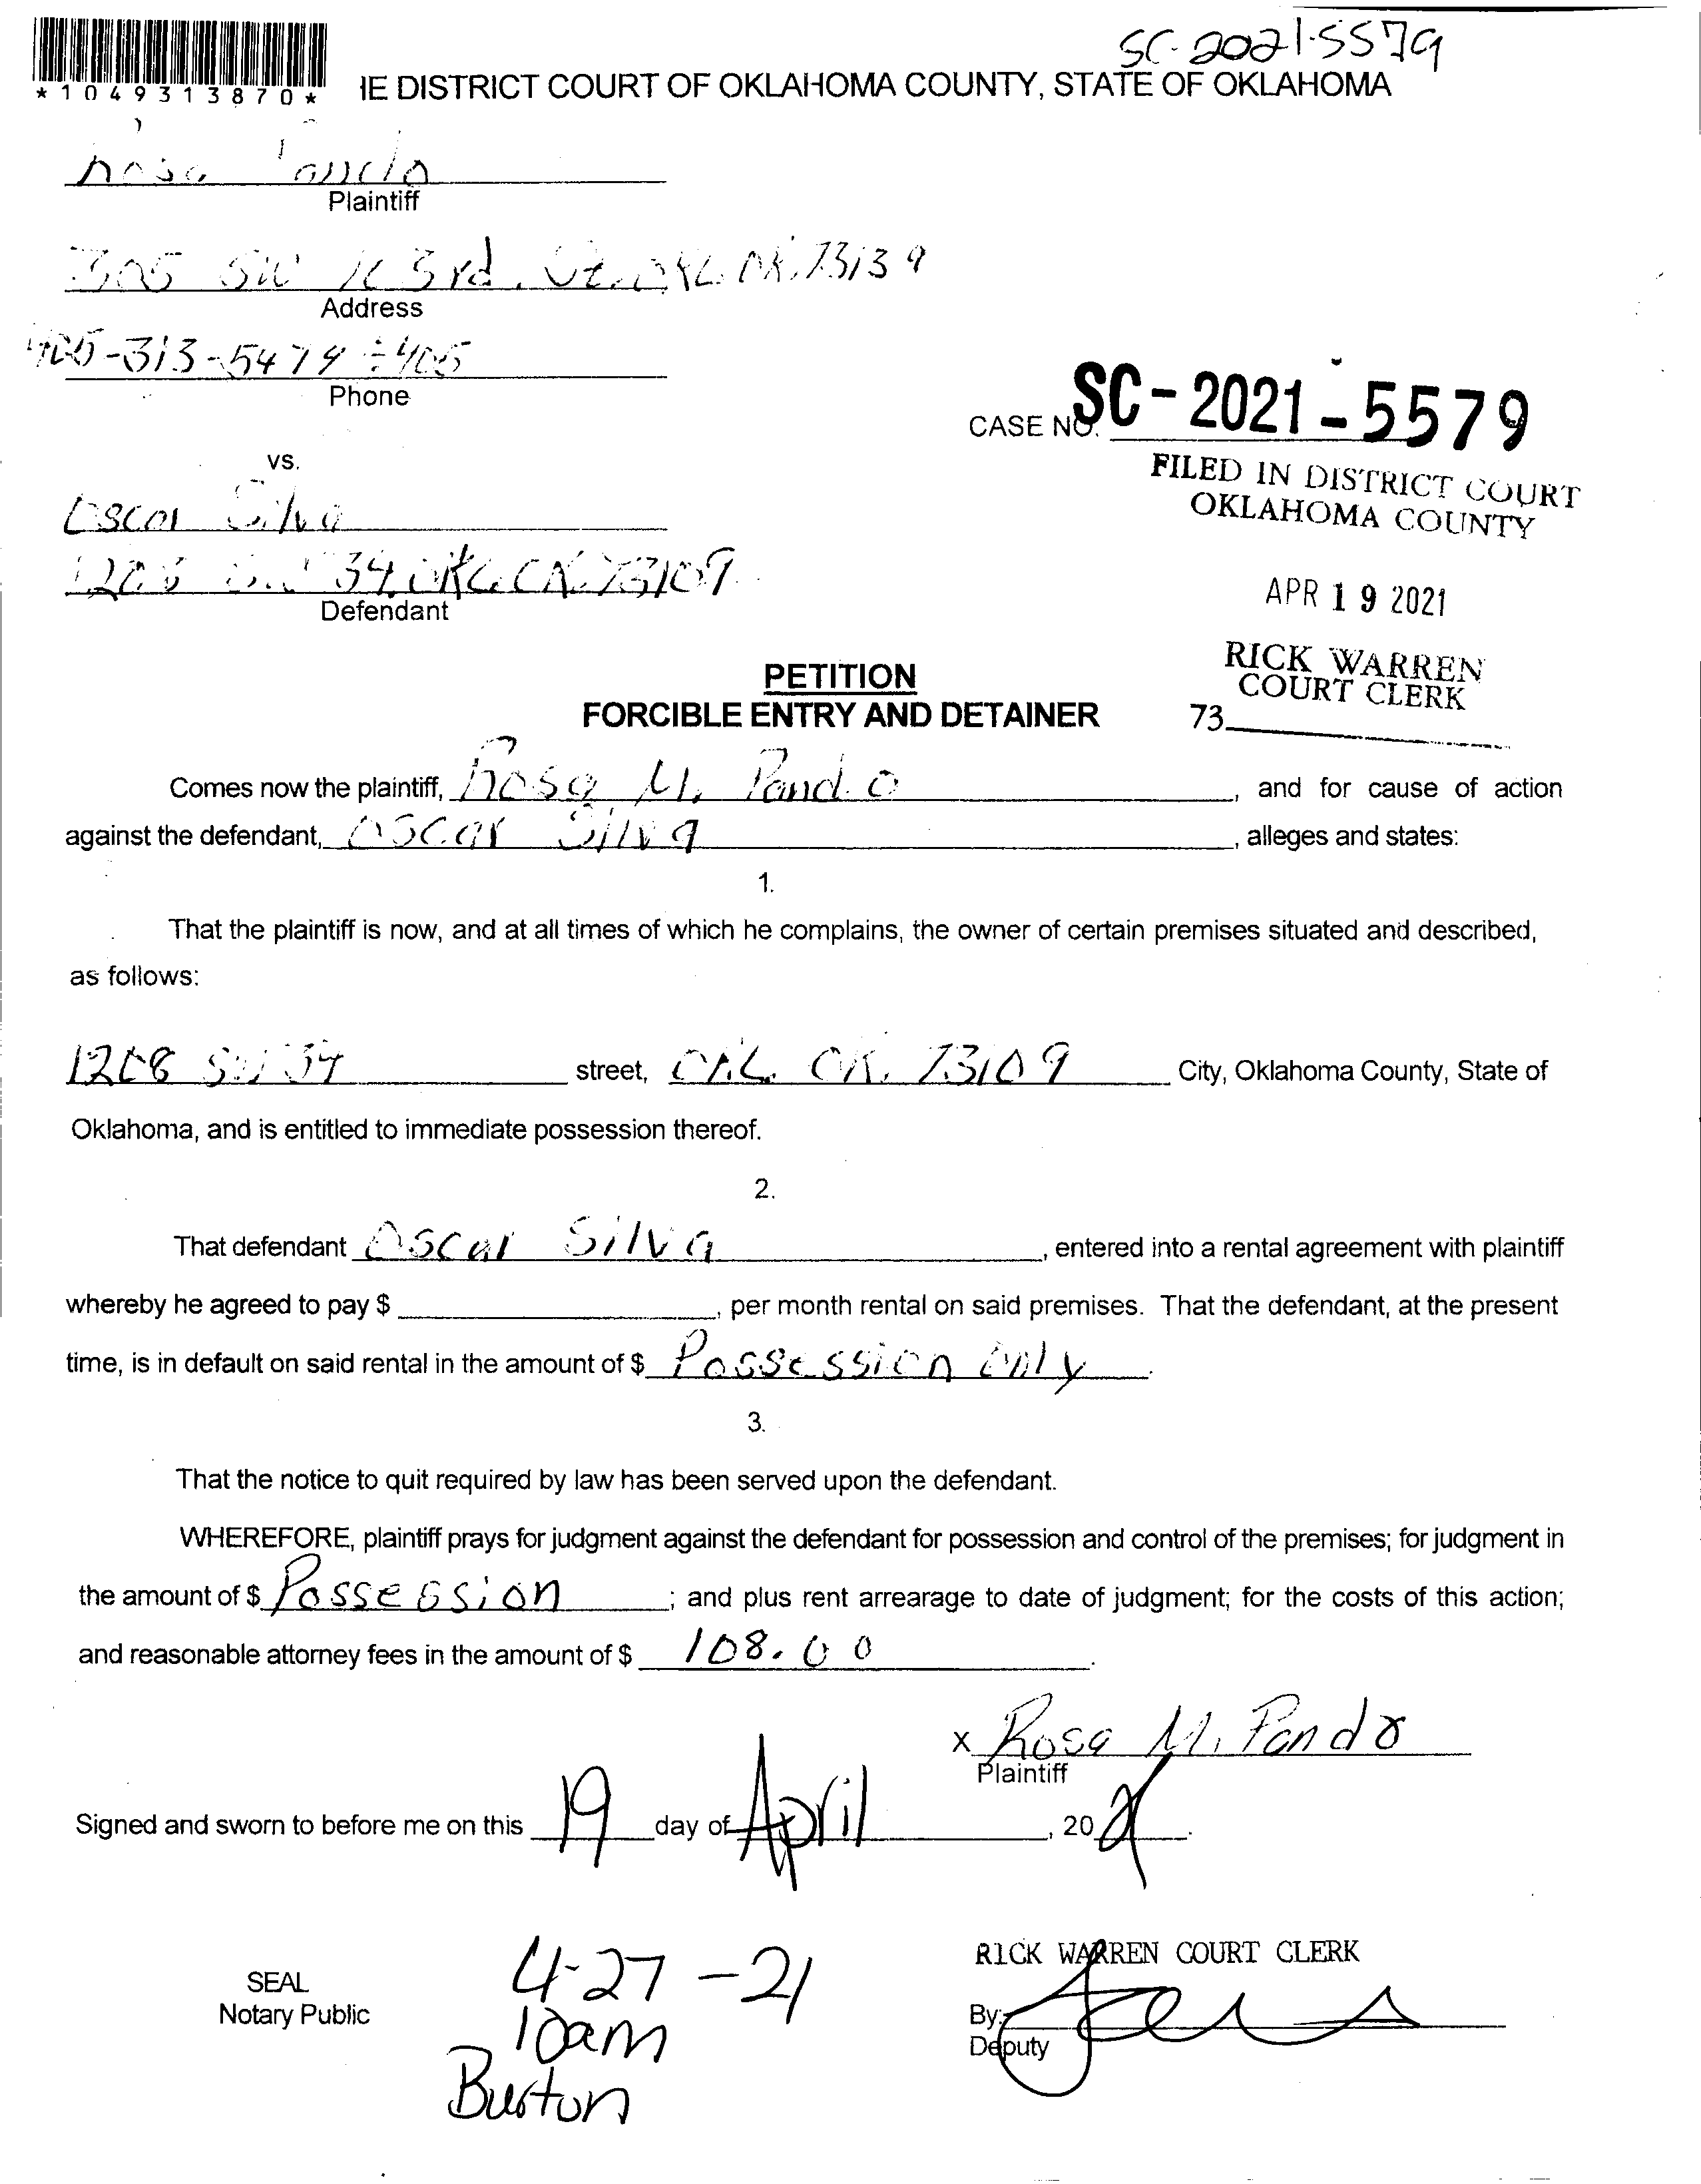 SC-2021-5579
*1049313870*
IE DISTRICT COURT OF OKLAHOMA COUNTY, STATE OF OKLAHOMA
Rosa
Plaintiff
305 SW 163rd. St. OKC. OK. 73139
Address
405-313-5479 405
Phone
CASE NO. SC-2021-5579
FILED IN DISTRICT COURT
OKLAHOMA COUNTY
vs.
Oscar Silva
1208 SW 34 OKC. OK. 73109
Defendant
APR 19 2021
RICK WARREN
COURT CLERK
73
PETITION
FORCIBLE ENTRY AND DETAINER
Comes now the plaintiff, Rosa M. Pando, and for cause of action
against the defendant, Oscar Silva, alleges and states:
1.
That the plaintiff is now, and at all times of which he complains, the owner of certain premises situated and described,
as follows:
1208 SW 34 street, OKC. OK. 73109 City, Oklahoma County, State of
Oklahoma, and is entitled to immediate possession thereof.
2.
That defendant Oscar Silva, entered into a rental agreement with plaintiff
whereby he agreed to pay $, per month rental on said premises. That the defendant, at the present
time, is in default on said rental in the amount of $ Possession only.
3.
That the notice to quit required by law has been served upon the defendant.
WHEREFORE, plaintiff prays for judgment against the defendant for possession and control of the premises; for judgment in
the amount of $ Possession; and plus rent arrearage to date of judgment; for the costs of this action;
and reasonable attorney fees in the amount of $ 108.00.
x Rosa M. Pando
Plaintiff
Signed and sworn to before me on this 19 day of April, 2021.
SEAL
Notary Public
4-27-21
10am
Burton
RICK WARREN COURT CLERK
By:
Deputy